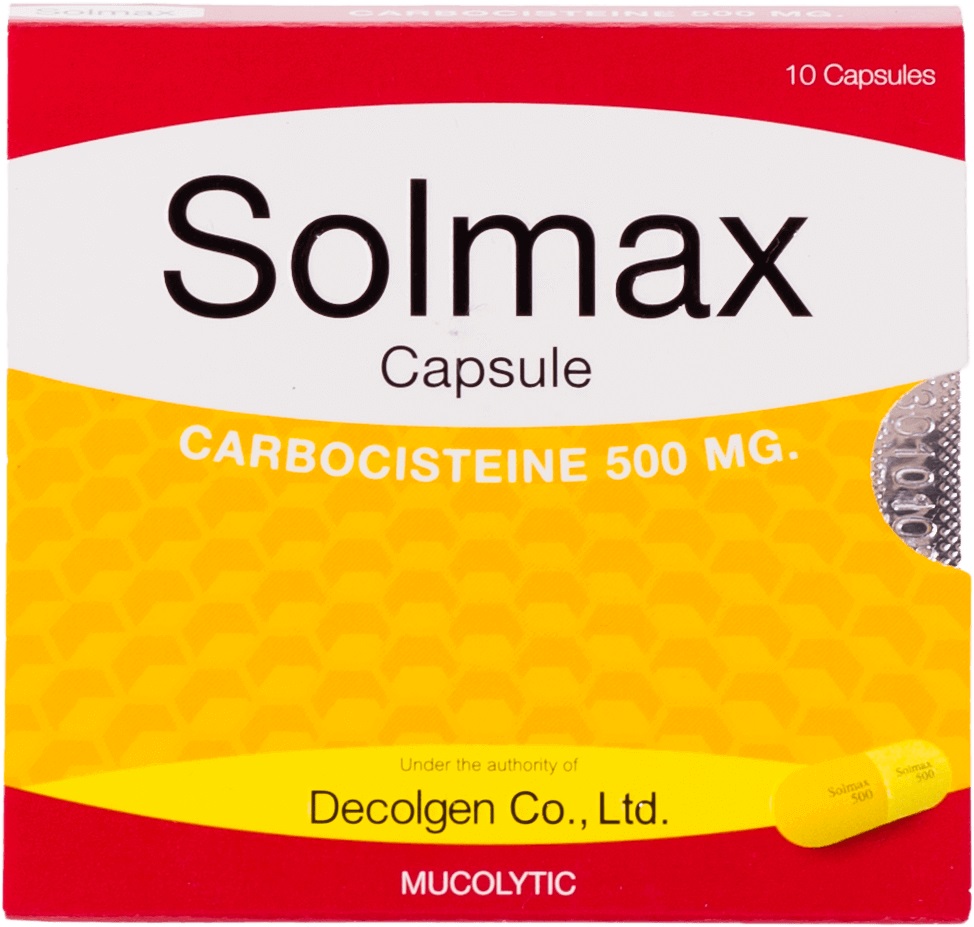 Solmax CARBOCISTEINE 500 MG.
10 Capsules
Solmax
Capsule
CARBOCISTEINE 500 MG.
Under the authority of
Decolgen Co., Ltd.
Solmax
500
Solmax
500
MUCOLYTIC